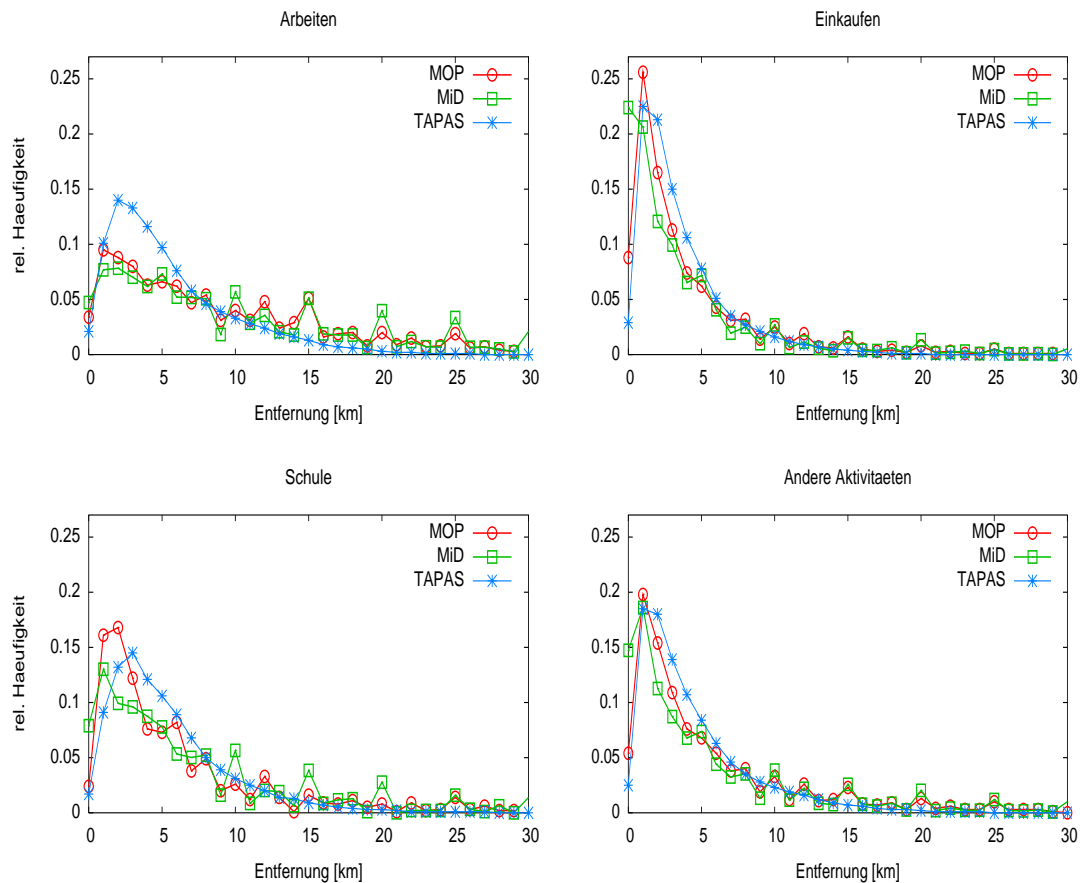 Arbeiten
rel. Haeufigkeit
0.25
0.2
0.15
0.1
0.05
0
MOP
MiD
TAPAS
0 5 10 15 20 25 30
Entfernung [km]
Einkaufen
0.25
0.2
0.15
0.1
0.05
0
MOP
MiD
TAPAS
0 5 10 15 20 25 30
Entfernung [km]
Schule
rel. Haeufigkeit
0.25
0.2
0.15
0.1
0.05
0
MOP
MiD
TAPAS
0 5 10 15 20 25 30
Entfernung [km]
Andere Aktivitaeten
0.25
0.2
0.15
0.1
0.05
0
MOP
MiD
TAPAS
0 5 10 15 20 25 30
Entfernung [km]